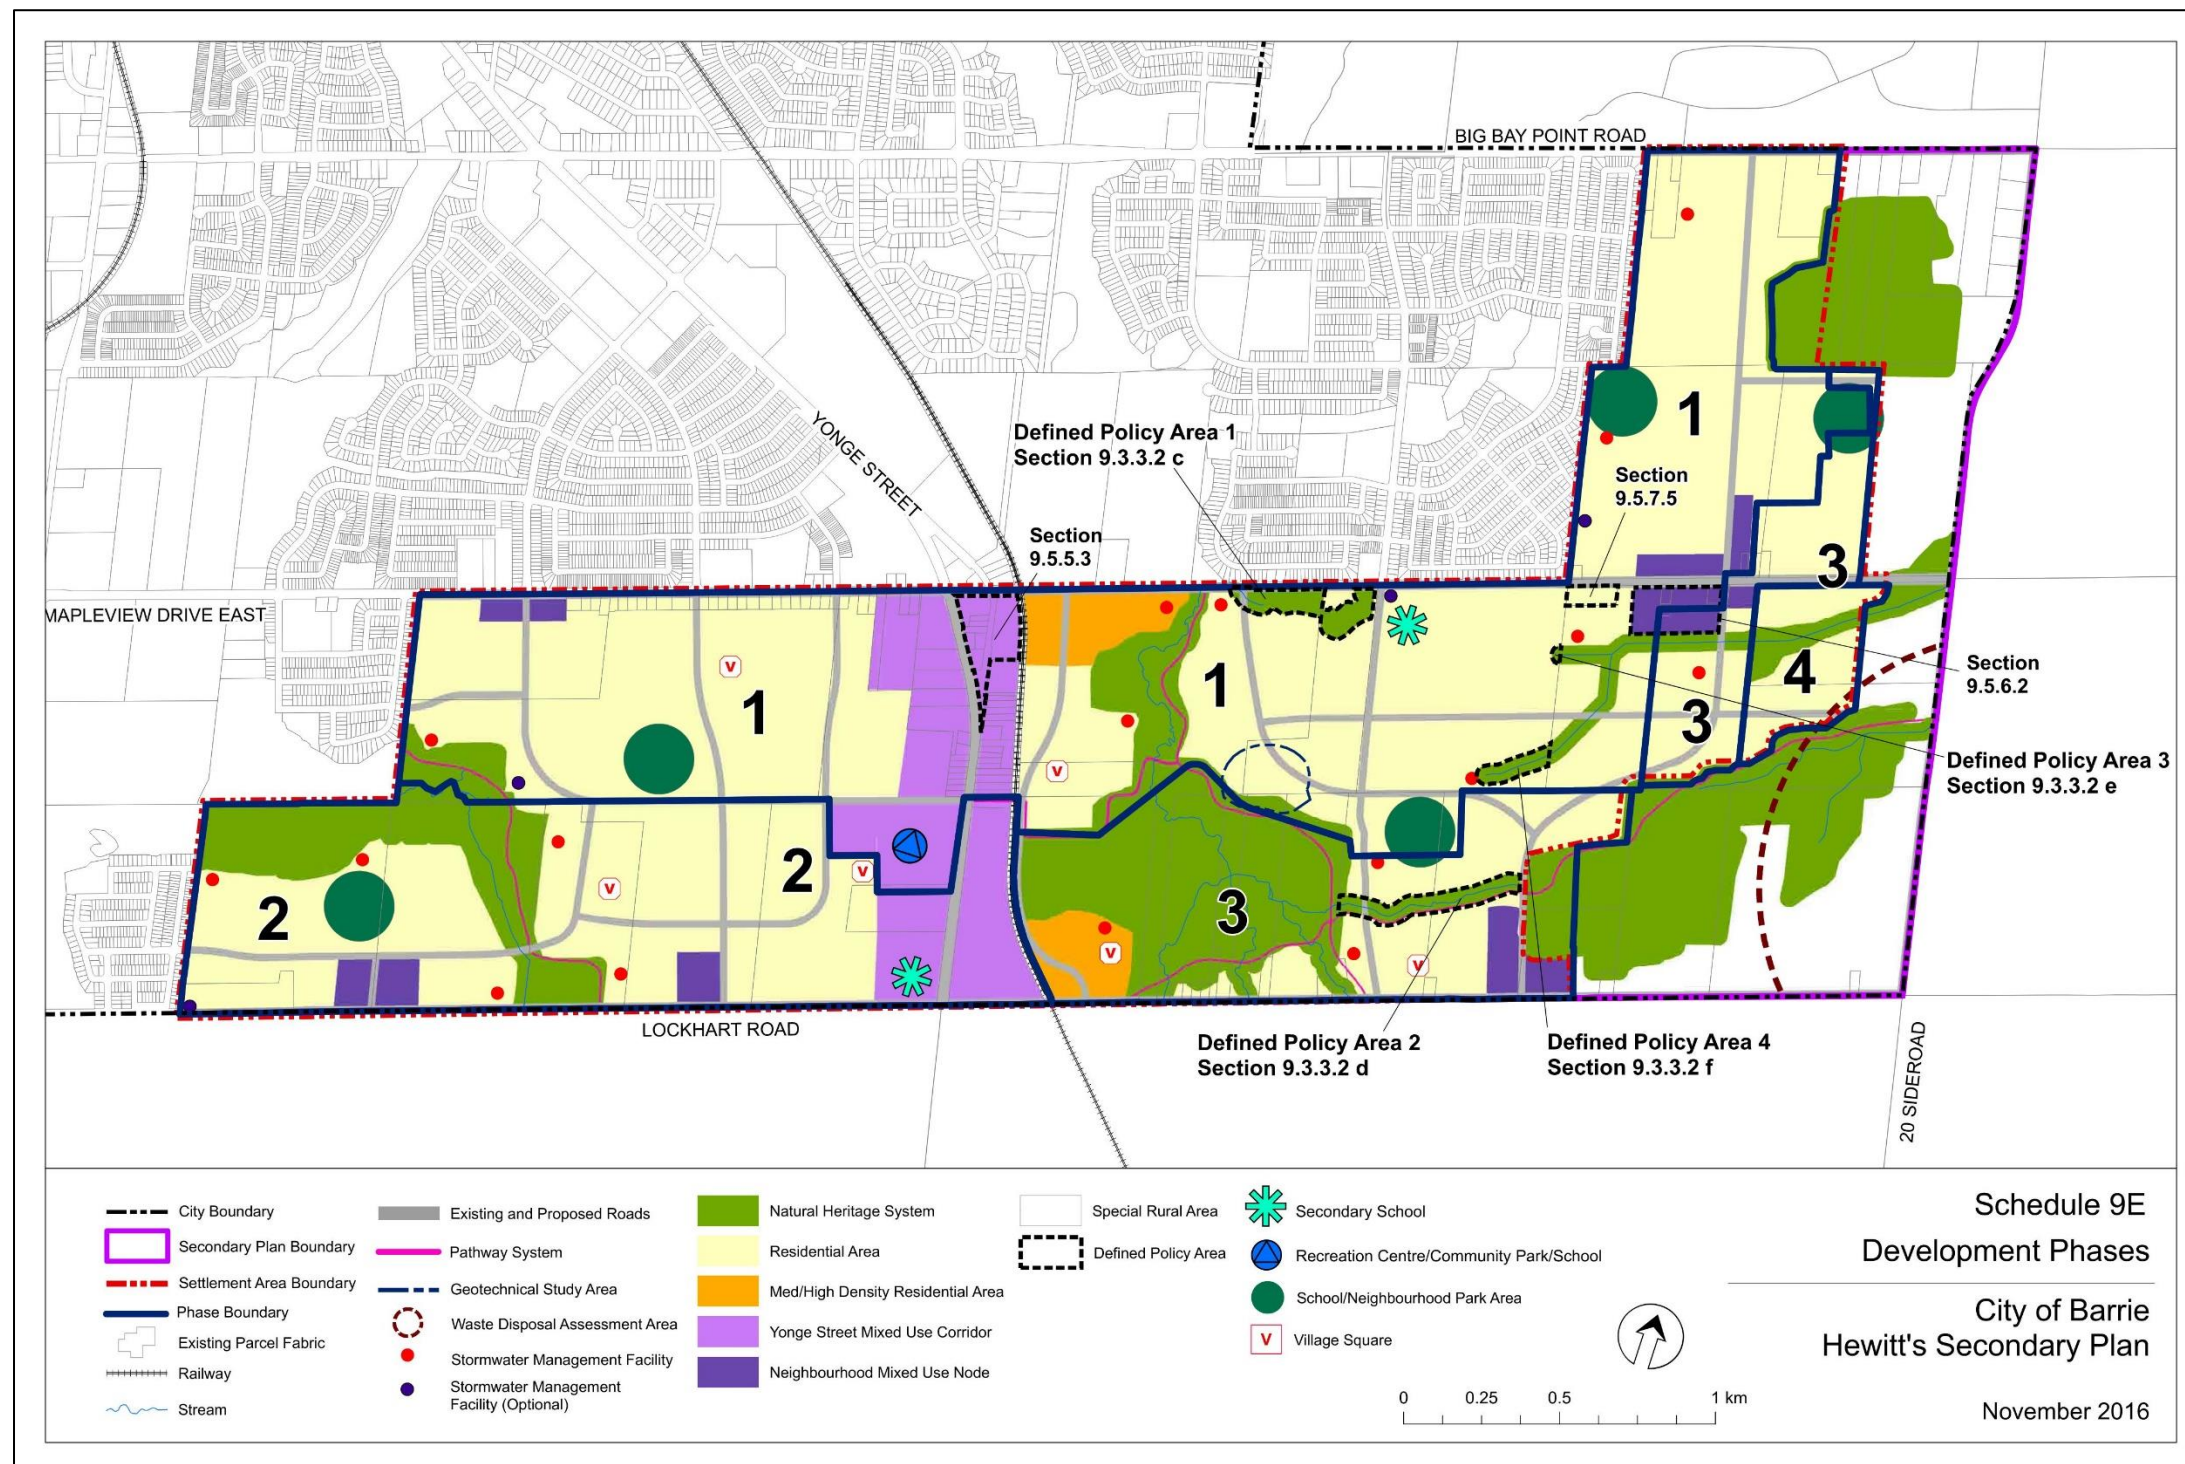 BIG BAY POINT ROAD
YONGE STREET
Defined Policy Area 1
Section 9.3.3.2 c
1
Section
9.5.7.5
Section
9.5.5.3
3
MAPLEVIEW DRIVE EAST
V
1
1
4
Section
9.5.6.2
3
V
Defined Policy Area 3
Section 9.3.3.2 e
2
V
V
2
3
V
V
LOCKHART ROAD
Defined Policy Area 2
Section 9.3.3.2 d
Defined Policy Area 4
Section 9.3.3.2 f
20 SIDEROAD
City Boundary
Secondary Plan Boundary
Settlement Area Boundary
Phase Boundary
Existing Parcel Fabric
Railway
Stream
Existing and Proposed Roads
Pathway System
Geotechnical Study Area
Waste Disposal Assessment Area
Stormwater Management Facility
Stormwater Management
Facility (Optional)
Natural Heritage System
Residential Area
Med/High Density Residential Area
Yonge Street Mixed Use Corridor
Neighbourhood Mixed Use Node
Special Rural Area
Defined Policy Area
Secondary School
Recreation Centre/Community Park/School
School/Neighbourhood Park Area
V Village Square
0 0.25 0.5 1 km
Schedule 9E
Development Phases
City of Barrie
Hewitt's Secondary Plan
November 2016